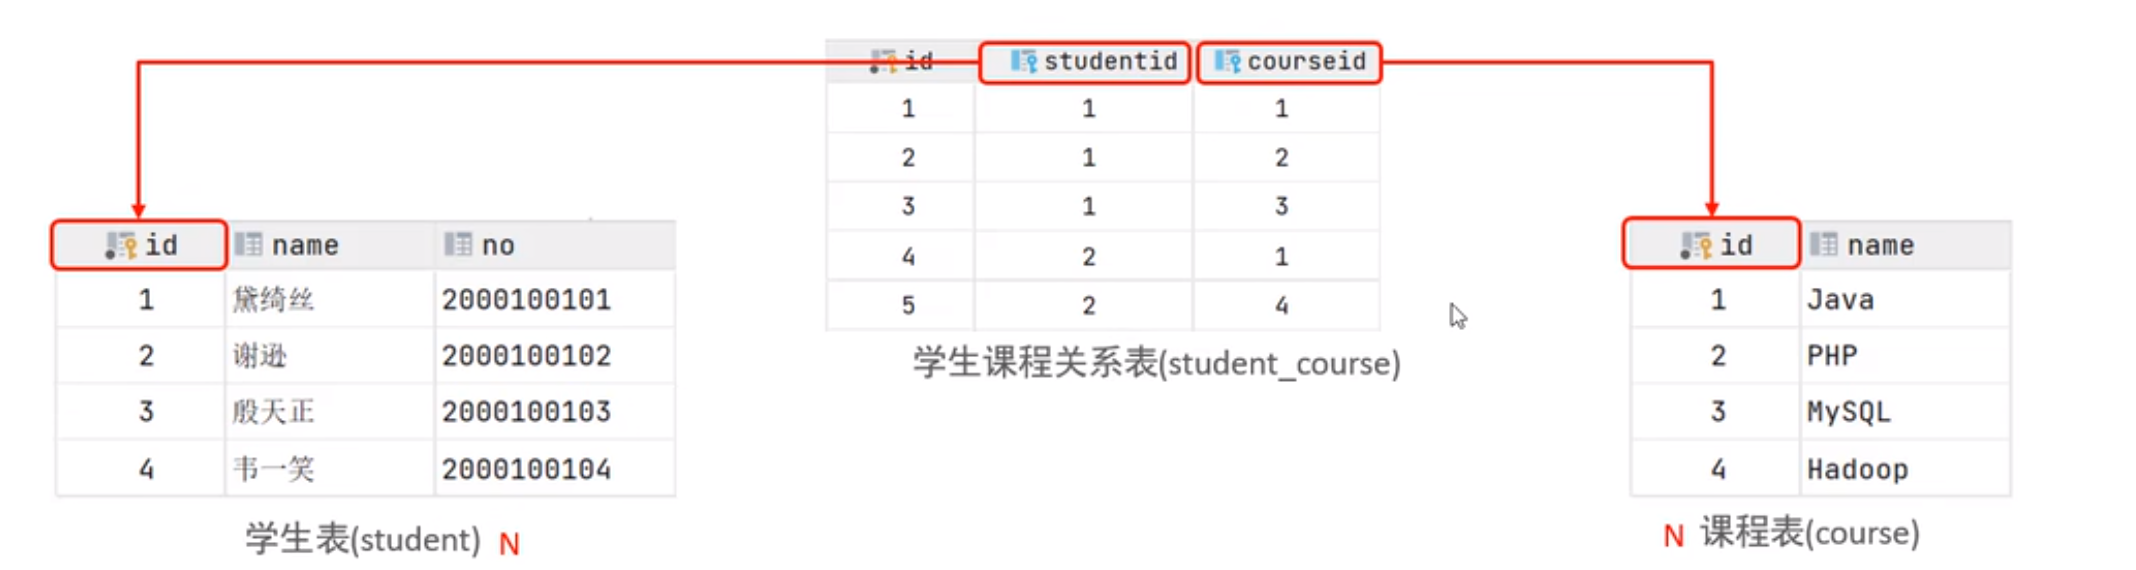 id studentid courseid
1 1 1
2 1 2
3 1 3
4 2 1
5 2 4
学生课程关系表(student_course)
id name no
1 黛绮丝 2000100101
2 谢逊 2000100102
3 殷天正 2000100103
4 韦一笑 2000100104
学生表(student) N
id name
1 Java
2 PHP
3 MySQL
4 Hadoop
N 课程表(course)